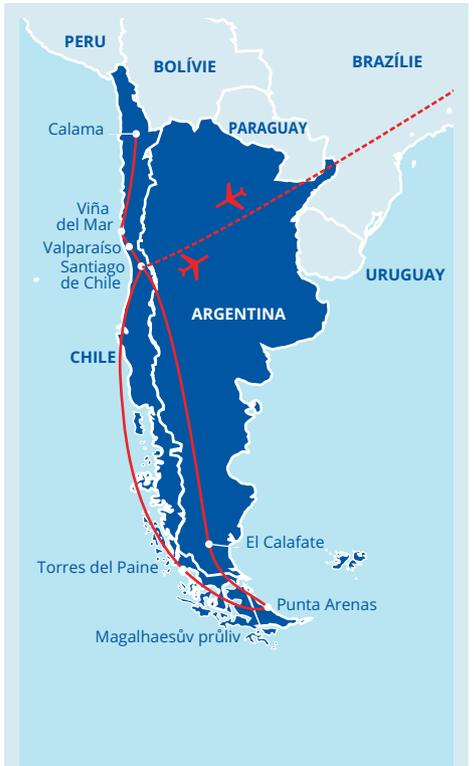 PERU
BOLÍVIE
BRAZÍLIE
Calama
PARAGUAY
Viña
del Mar
Valparaíso
Santiago
de Chile
URUGUAY
ARGENTINA
CHILE
El Calafate
Torres del Paine
Punta Arenas
Magalhaesův průliv